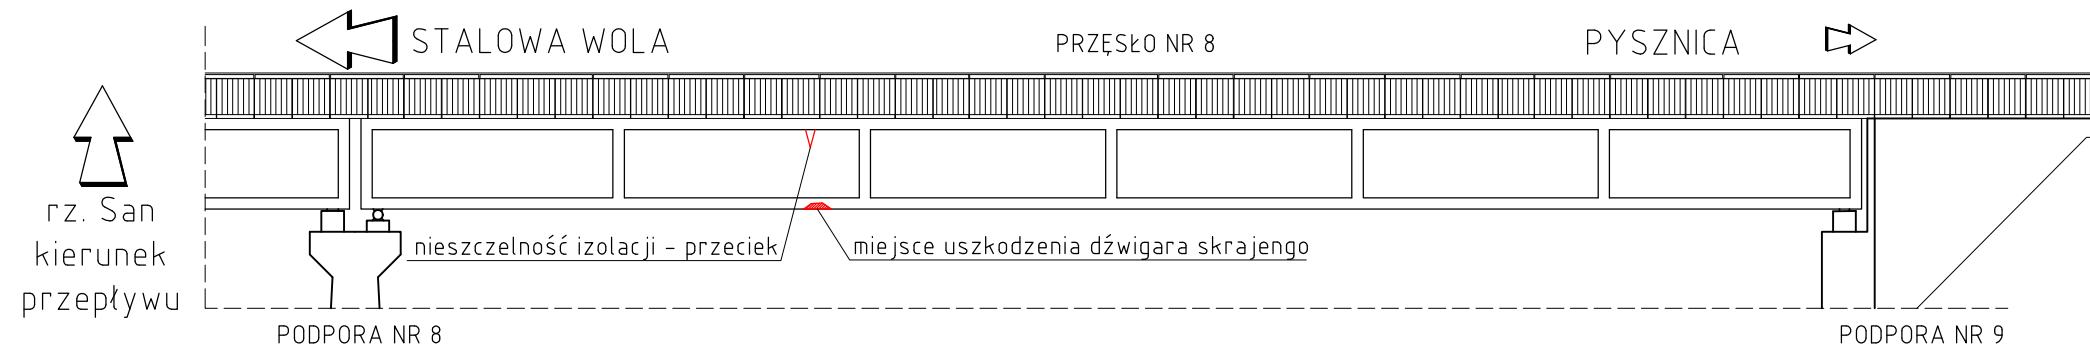 STALOWA WOLA
PRZĘSŁO NR 8
PYSZNICA
rz. San
kierunek
przepływu
nieszczelność izolacji - przeciek
miejsce uszkodzenia dźwigara skrajengo
PODPORA NR 8
PODPORA NR 9